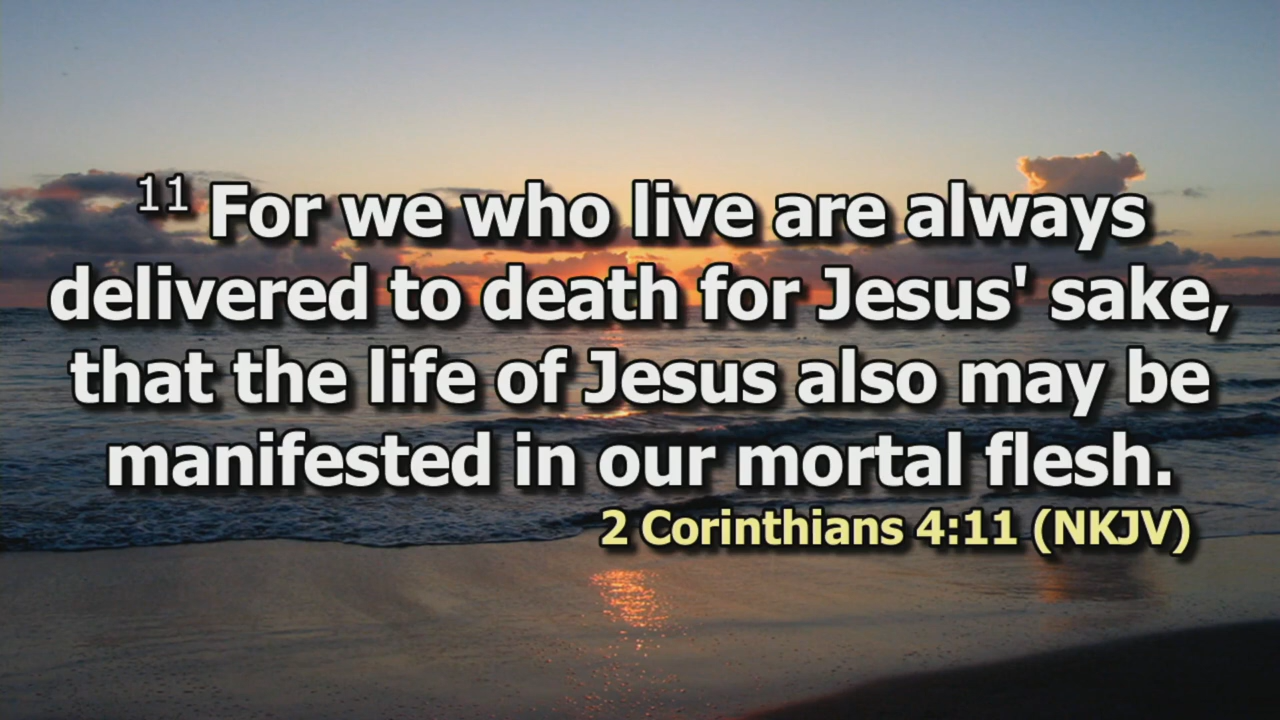 11 For we who live are always
delivered to death for Jesus' sake,
that the life of Jesus also may be
manifested in our mortal flesh.
2 Corinthians 4:11 (NKJV)